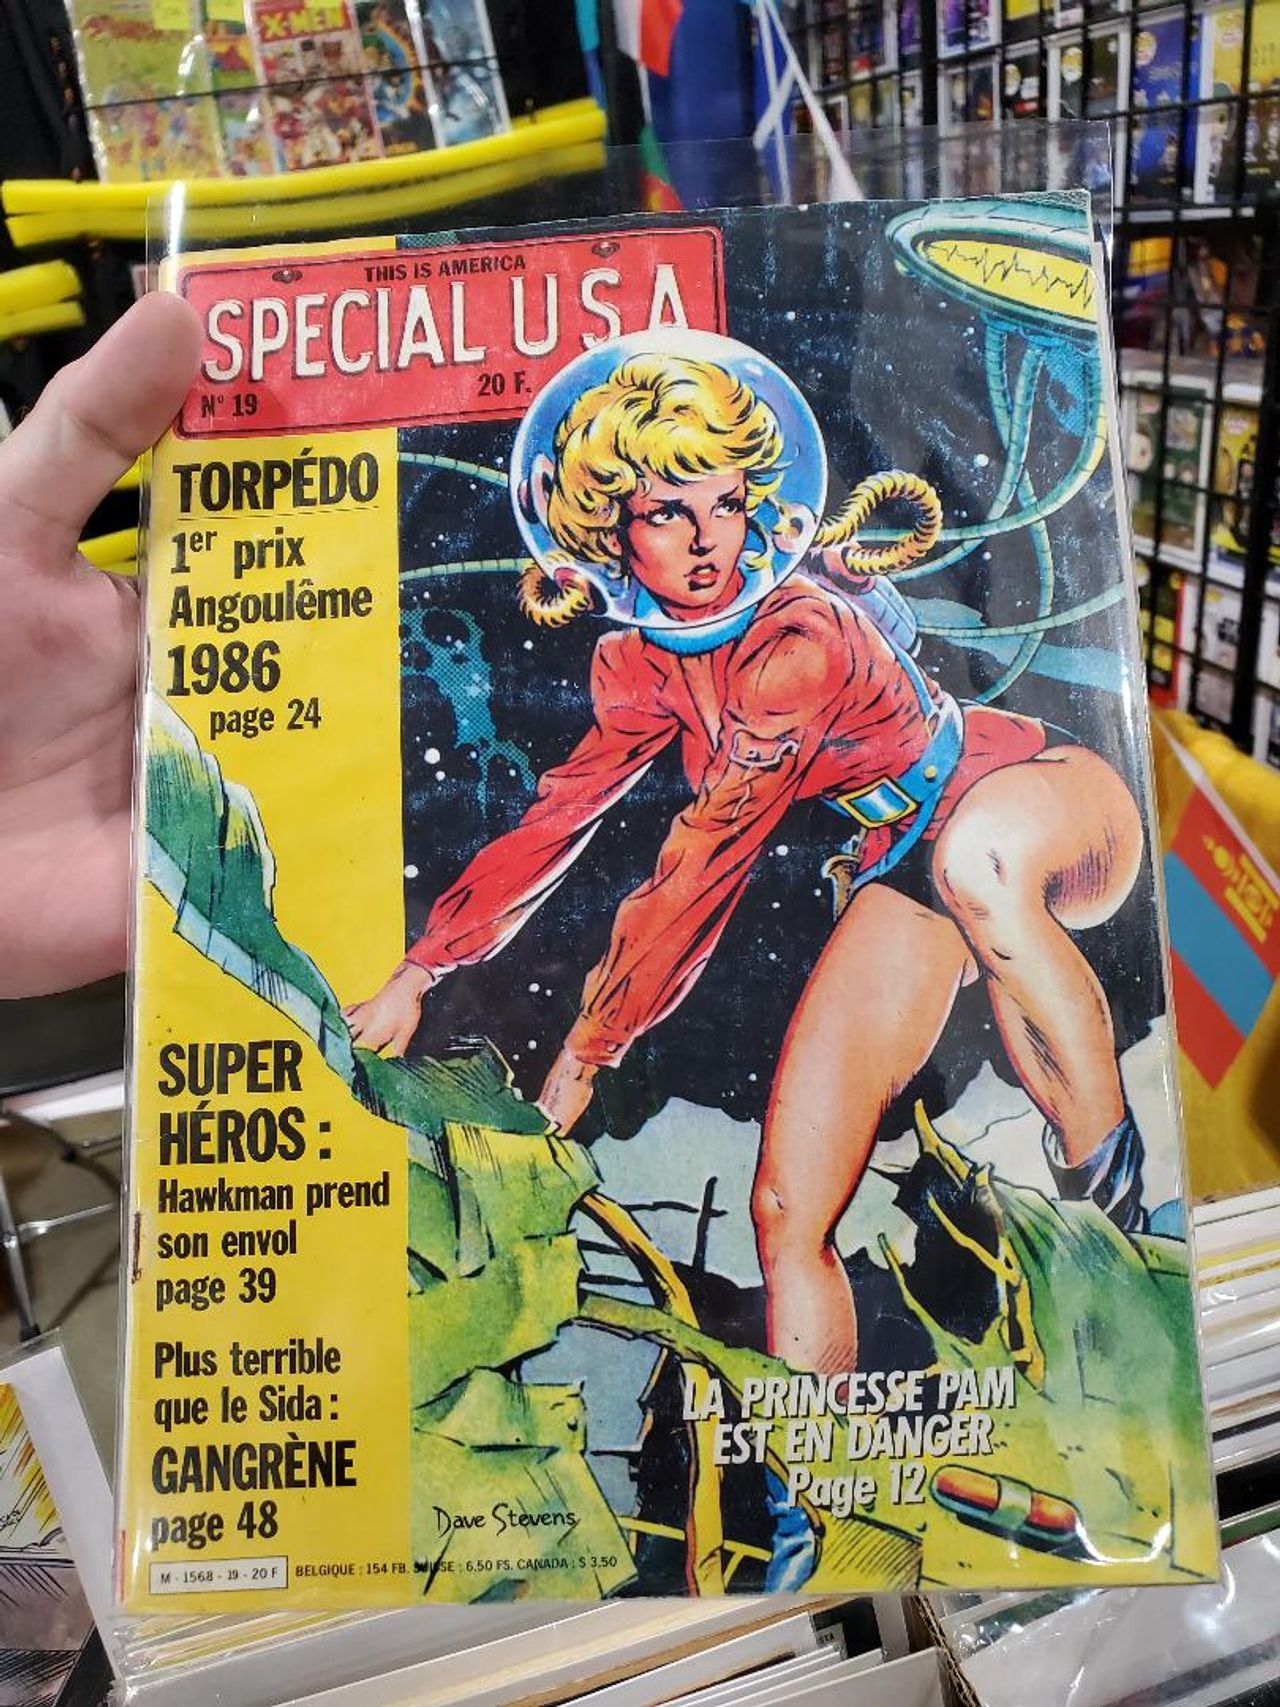 X-MEN
THIS IS AMERICA
SPECIAL USA
N° 19
20 F.
TORPÉDO
1er prix
Angoulême
1986
page 24
SUPER
HÉROS :
Hawkman prend
son envol
page 39
Plus terrible
que le Sida :
GANGRÈNE
page 48
LA PRINCESSE PAM
EST EN DANGER
Page 12
Dave Stevens
M - 1568 - 19 - 20 F
BELGIQUE : 154 FB. SUISSE : 6,50 FS. CANADA : $ 3,50